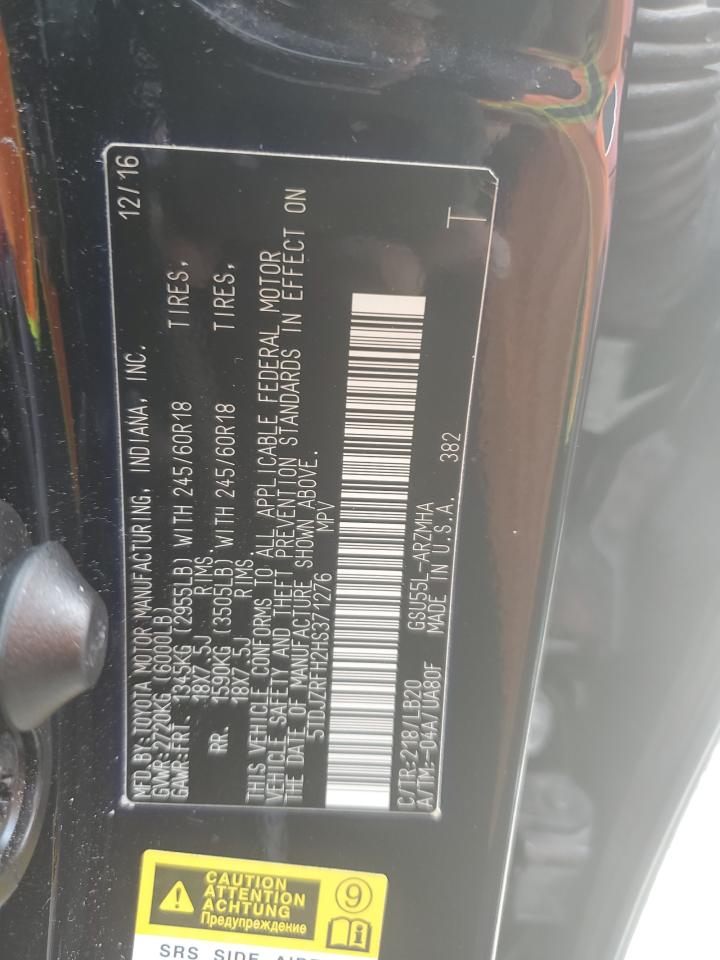 12/16
MFD.BY:TOYOTA MOTOR MANUFACTURING, INDIANA, INC.
GVWR:2720KG (6000LB)
GAWR:FRT. 1345KG (2955LB) WITH 245/60R18 TIRES,
18X7.5J RIMS
RR. 1590KG (3505LB) WITH 245/60R18 TIRES,
18X7.5J RIMS
THIS VEHICLE CONFORMS TO ALL APPLICABLE FEDERAL MOTOR
VEHICLE SAFETY AND THEFT PREVENTION STANDARDS IN EFFECT ON
THE DATE OF MANUFACTURE SHOWN ABOVE.
5TDJZRFH2HS371276 MPV
C/TR:218/LB20 GSU55L-ARZMHA T
A/TM:-04A/UA80F MADE IN U.S.A. 382
CAUTION
ATTENTION
ACHTUNG
Предупреждение
9
SRS SIDE